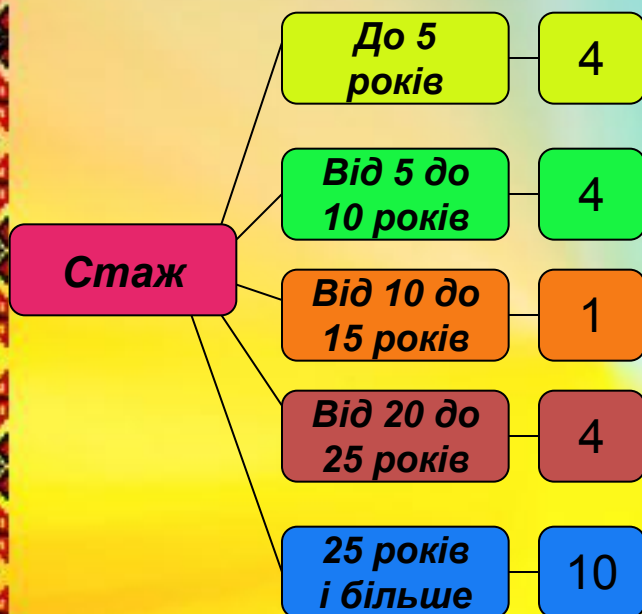 До 5
років
4
Від 5 до
10 років
4
Стаж
Від 10 до
15 років
1
Від 20 до
25 років
4
25 років
і більше
10